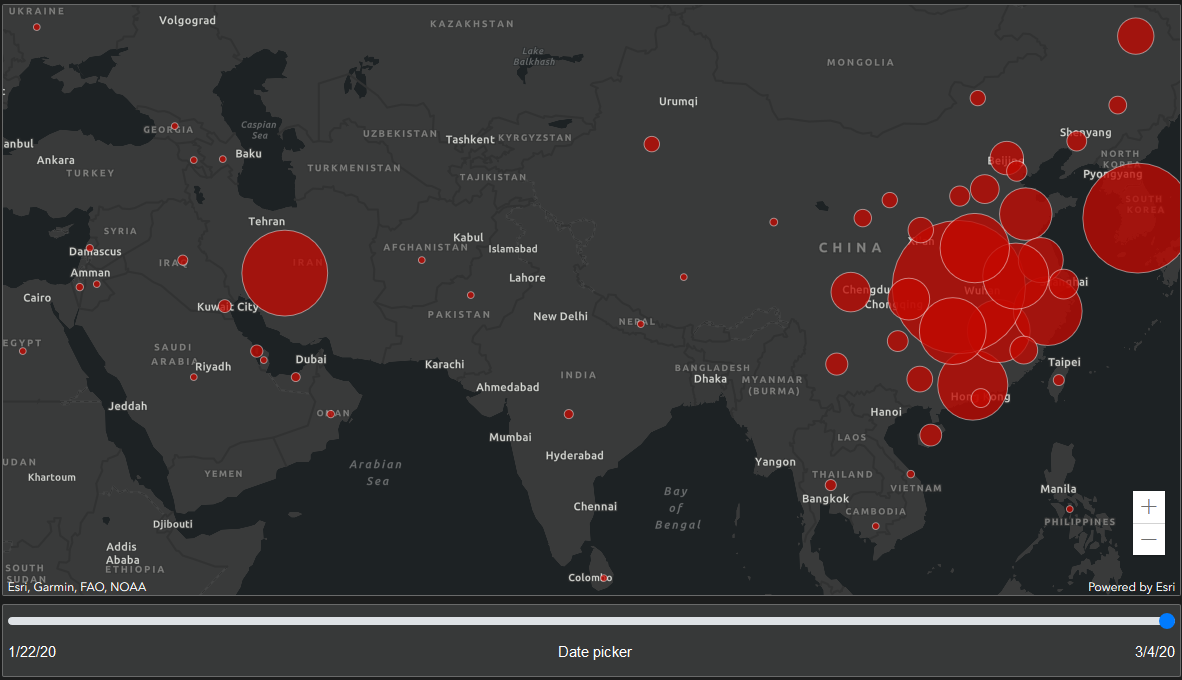 UKRAINE
Volgograd
KAZAKHSTAN
Lake
Balkhash
MONGOLIA
Urumqi
GEORGIA
Caspian
Sea
UZBEKISTAN
Tashkent
KYRGYZSTAN
Shenyang
anbul
Ankara
TURKEY
Baku
TURKMENISTAN
TAJIKISTAN
Beijing
NORTH
KOREA
Pyongyang
SOUTH
KOREA
Tehran
SYRIA
Damascus
Kabul
AFGHANISTAN
Islamabad
CHINA
Amman
IRAQ
IRAN
Lahore
Chengdu
Wuhan
Cairo
Kuwait City
PAKISTAN
New Delhi
NEPAL
EGYPT
SAUDI
ARABIA
Riyadh
Dubai
Karachi
INDIA
BANGLADESH
Dhaka
MYANMAR
(BURMA)
Taipei
Ahmedabad
Jeddah
OMAN
Hanoi
Hong Kong
Mumbai
LAOS
Hyderabad
UDAN
Khartoum
YEMEN
Arabian
Sea
Yangon
THAILAND
Bangkok
VIETNAM
Manila
Bay
of
Bengal
Chennai
CAMBODIA
PHILIPPINES
Djibouti
Addis
Ababa
ETHIOPIA
SOUTH
SUDAN
Colombo
Esri, Garmin, FAO, NOAA
Powered by Esri
1/22/20
Date picker
3/4/20